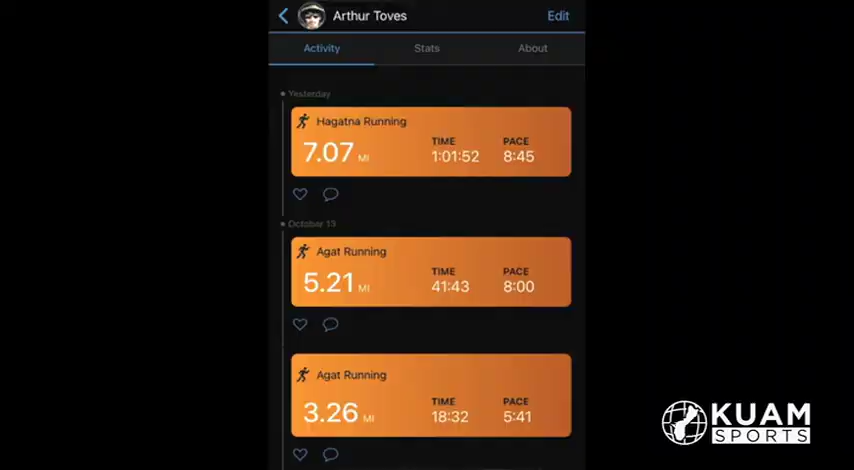 Arthur Toves
Edit
Activity Stats About
Yesterday
Hagatna Running
TIME PACE
7.07 MI 1:01:52 8:45
October 13
Agat Running
TIME PACE
5.21 MI 41:43 8:00
Agat Running
TIME PACE
3.26 MI 18:32 5:41
KUAM
SPORTS